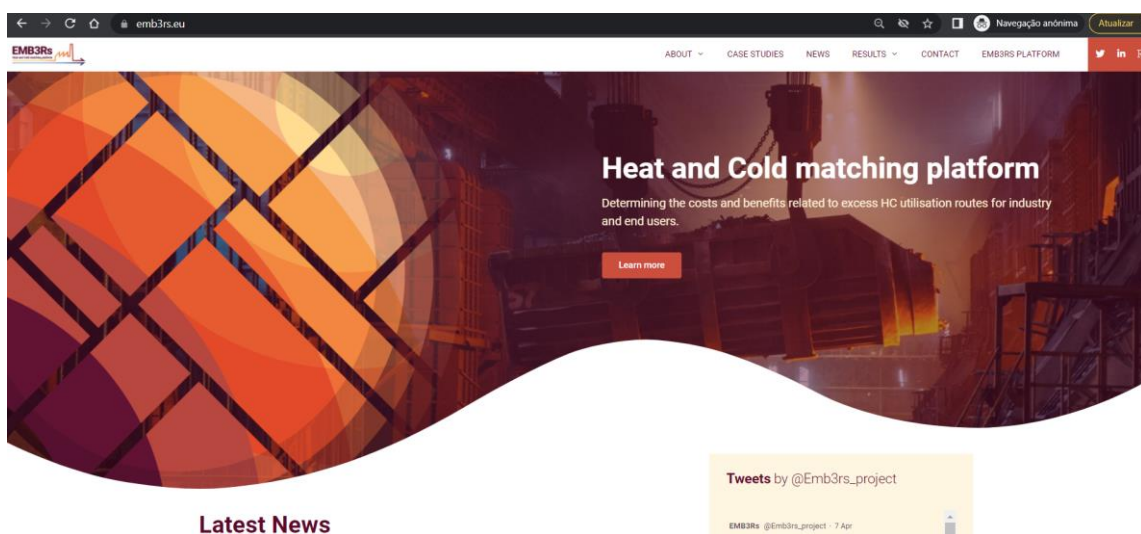 emb3rs.eu
Navegação anónima
Atualizar
EMB3Rs
ABOUT
CASE STUDIES
NEWS
RESULTS
CONTACT
EMB3RS PLATFORM
Heat and Cold matching platform
Determining the costs and benefits related to excess HC utilisation routes for industry
and end users.
Learn more
Tweets by @Emb3rs_project
Latest News
EMB3Rs @Emb3rs_project · 7 Apr